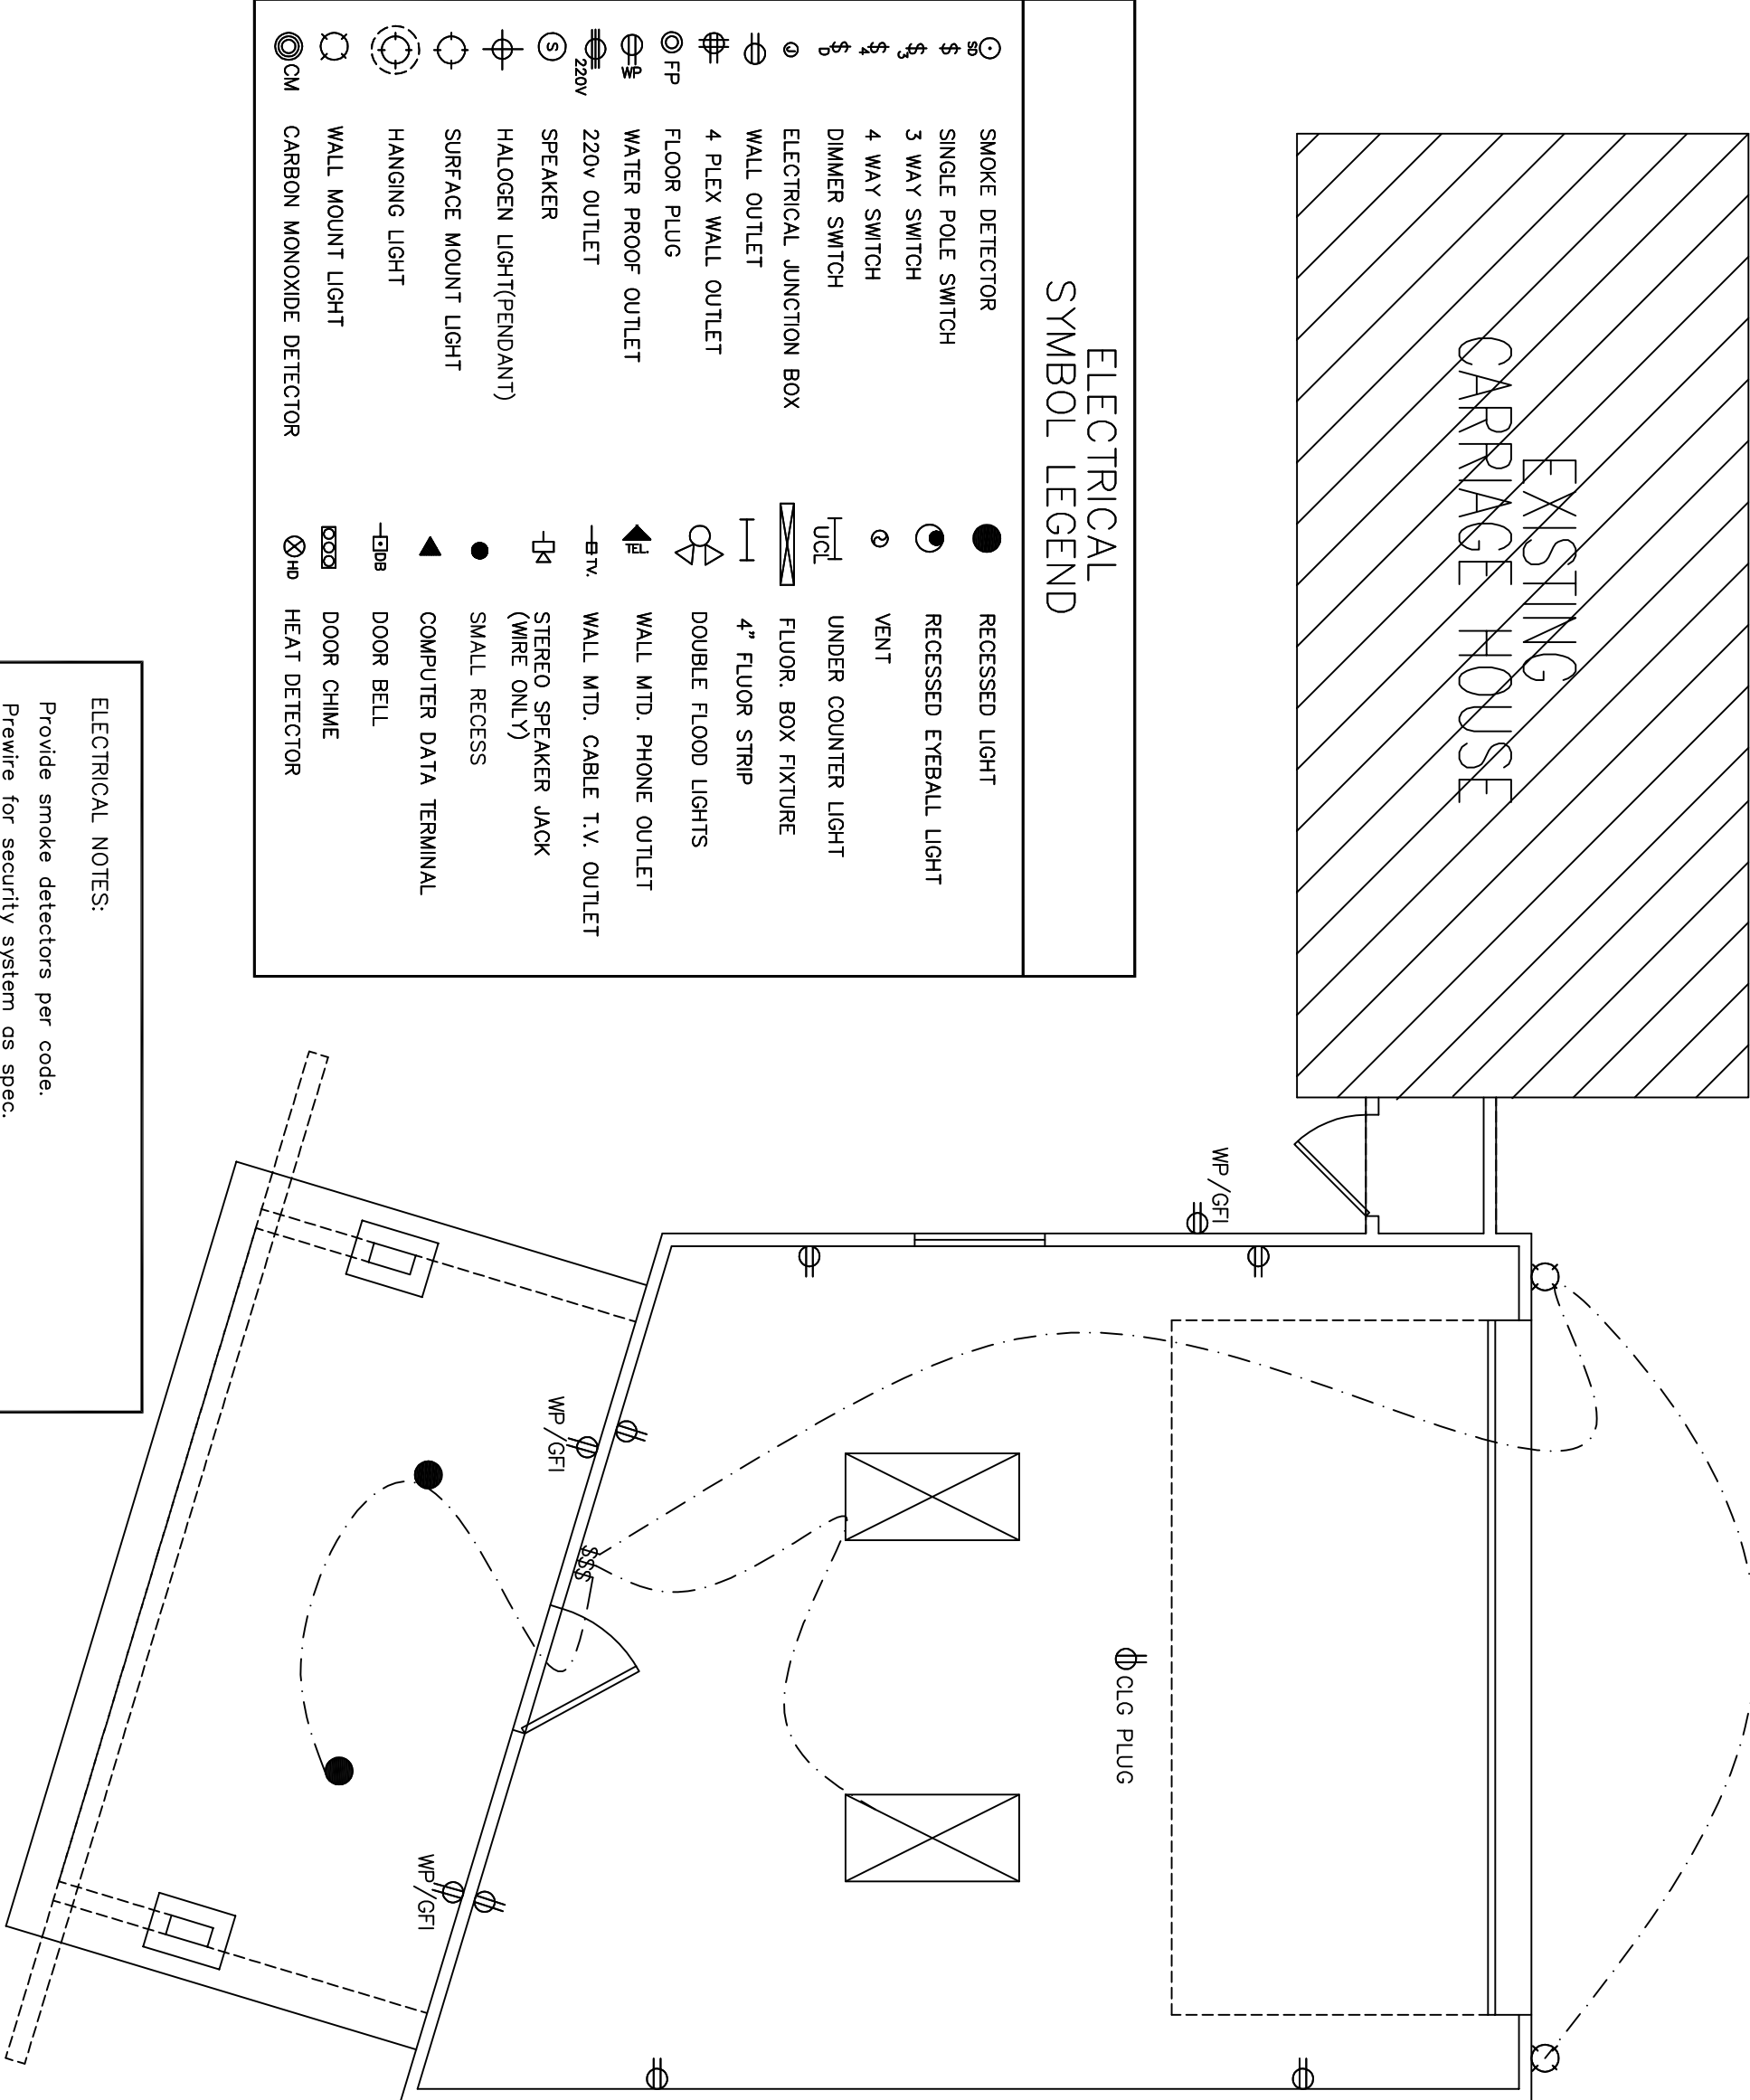 EXISTING
CARRIAGE HOUSE
ELECTRICAL
SYMBOL LEGEND
SD SMOKE DETECTOR
$ SINGLE POLE SWITCH
$3 3 WAY SWITCH
$4 4 WAY SWITCH
$D DIMMER SWITCH
J ELECTRICAL JUNCTION BOX
WALL OUTLET
4 PLEX WALL OUTLET
FP FLOOR PLUG
WP WATER PROOF OUTLET
220V 220v OUTLET
S SPEAKER
HALOGEN LIGHT(PENDANT)
SURFACE MOUNT LIGHT
HANGING LIGHT
WALL MOUNT LIGHT
CM CARBON MONOXIDE DETECTOR
RECESSED LIGHT
RECESSED EYEBALL LIGHT
VENT
UCL UNDER COUNTER LIGHT
FLUOR. BOX FIXTURE
4" FLUOR STRIP
DOUBLE FLOOD LIGHTS
TEL. WALL MTD. PHONE OUTLET
TV. WALL MTD. CABLE T.V. OUTLET
STEREO SPEAKER JACK
(WIRE ONLY)
SMALL RECESS
COMPUTER DATA TERMINAL
DB DOOR BELL
DOOR CHIME
HD HEAT DETECTOR
ELECTRICAL NOTES:
Provide smoke detectors per code.
Prewire for security system as spec.
WP/GFI
CLG PLUG
WP/GFI
$$$
WP/GFI